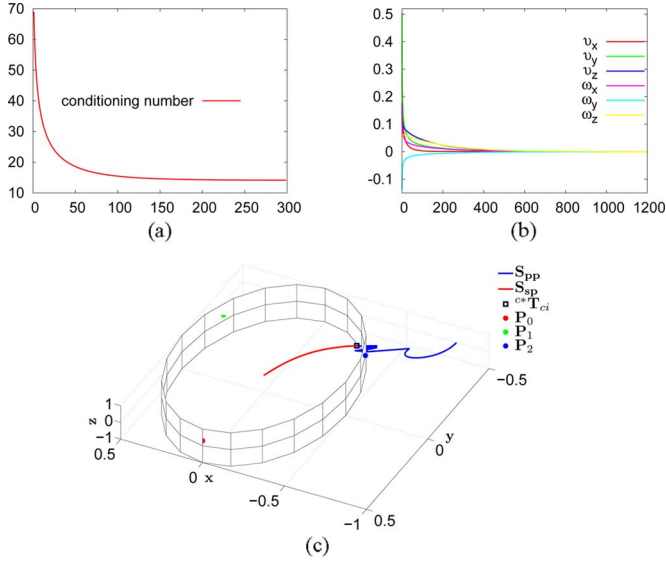 70
60
50
40
30
20
10
conditioning number
0 50 100 150 200 250 300
(a)
0.5
0.4
0.3
0.2
0.1
0
-0.1
υx
υy
υz
ωx
ωy
ωz
0 200 400 600 800 1000 1200
(b)
Spp
Ssp
c*Tci
P0
P1
P2
1
0
-1
z
0.5
0
x
-0.5
-1
0.5
0
y
-0.5
(c)